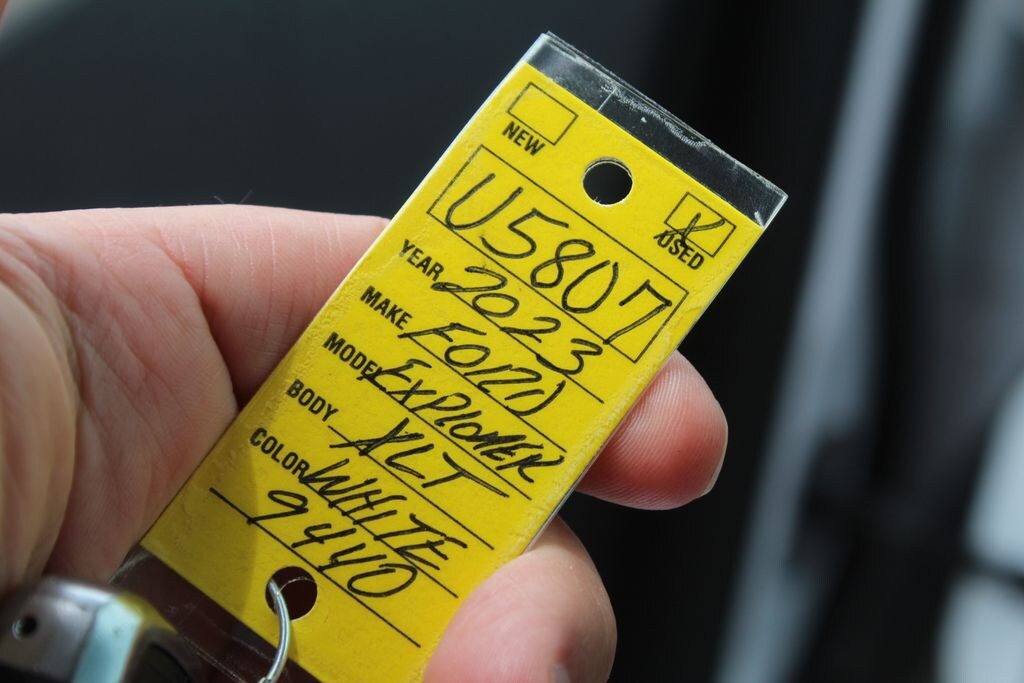 NEW
X
USED
U5807
YEAR 2023
MAKE FORD
MODEL EXPLORER
BODY XLT
COLOR WHITE
9440